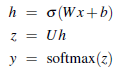 h = σ(Wx+b)
z = Uh
y = softmax(z)